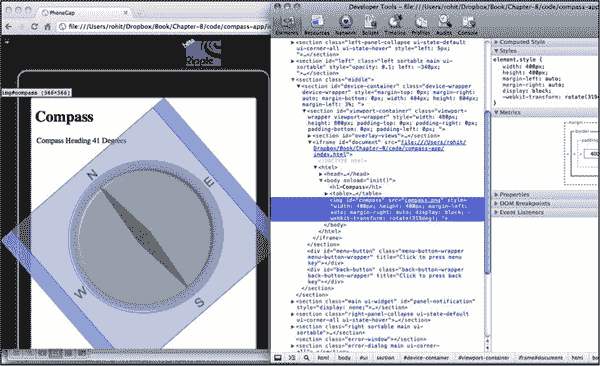 PhoneGap
file:///Users/rohit/Dropbox/Book/Chapter-8/code/compass-app/i
Ripple
img#compass [566×566]
Compass
Compass Heading 41 Degrees
N
E
W
S
Developer Tools - file:///Users/rohit/Dropbox/Book/Chapter-8/code/compass-app/index
Elements Resources Network Scripts Timeline Profiles Audits Console
<section class="left-panel-collapse ui-state-default
ui-corner-all ui-state-hover" style="left: 5px;
">…</section>
<section id="left" class="left sortable main ui-
sortable" style="opacity: 0.1; left: -340px;
…</section>
<section class="middle">
<section id="device-container" class="device-wrapper
device-wrapper" style="margin-top: 0px; margin-right:
auto; margin-bottom: 0px; width: 404px; height: 804px;
margin-left: 3%; ">
<section id="viewport-container" class="viewport-
wrapper viewport-wrapper" style="width: 480px;
height: 800px; padding-top: 0px; padding-right: 0px;
padding-bottom: 0px; padding-left: 0px; ">
<section id="overlay-views">…</section>
<iframe id="document" src="file:///Users/
rohit/Dropbox/Book/Chapter-8/code/compass-app/
index.html">
<!DOCTYPE html>
<html>
<head>…</head>
<body onload="init()">
<h1>Compass</h1>
<table>…</table>
<img id="compass" src="compass.png" style=
"width: 400px; height: 400px; margin-left:
auto; margin-right: auto; display: block; -
webkit-transform: rotate(319deg); ">
</body>
</html>
</iframe>
</section>
<div id="menu-button" class="menu-button-wrapper
menu-button-wrapper" title="Click to press menu
key"></div>
<div id="back-button" class="back-button-wrapper
back-button-wrapper" title="Click to press back
key"></div>
</section>
<section class="main ui-widget" id="panel-notification"
style="display: none;">…</section>
<section class="right-panel-collapse ui-state-default
ui-corner-all">…</section>
<section class="right sortable main ui-
sortable">…</section>
<section class="error-window"></section>
<section class="error-dialog main ui-state-default
html body #ui section #device-container #viewport-container iframe#document html body
Computed Style
Styles
element.style {
width: 400px;
height: 400px;
margin-left: auto;
margin-right: auto;
display: block;
-webkit-transform: rotate(319
}
Metrics
margin
border
padding
400
Properties
DOM Breakpoints
Event Listeners